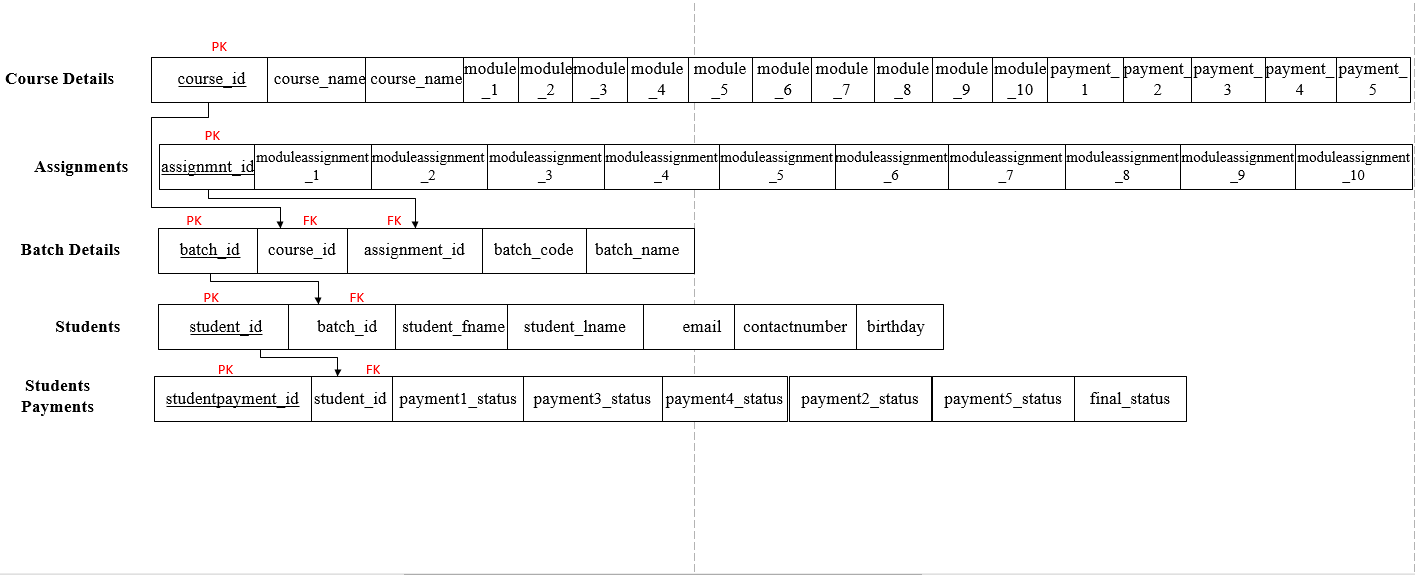 PK
Course Details
course_id
course_name
course_name
module
_1
module
_2
module
_3
module
_4
module
_5
module
_6
module
_7
module
_8
module
_9
module
_10
payment_
1
payment_
2
payment_
3
payment_
4
payment_
5
PK
Assignments
assignmnt_id
moduleassignment
_1
moduleassignment
_2
moduleassignment
_3
moduleassignment
_4
moduleassignment
_5
moduleassignment
_6
moduleassignment
_7
moduleassignment
_8
moduleassignment
_9
moduleassignment
_10
PK
FK
FK
Batch Details
batch_id
course_id
assignment_id
batch_code
batch_name
PK
FK
Students
student_id
batch_id
student_fname
student_lname
email
contactnumber
birthday
PK
FK
Students
Payments
studentpayment_id
student_id
payment1_status
payment3_status
payment4_status
payment2_status
payment5_status
final_status